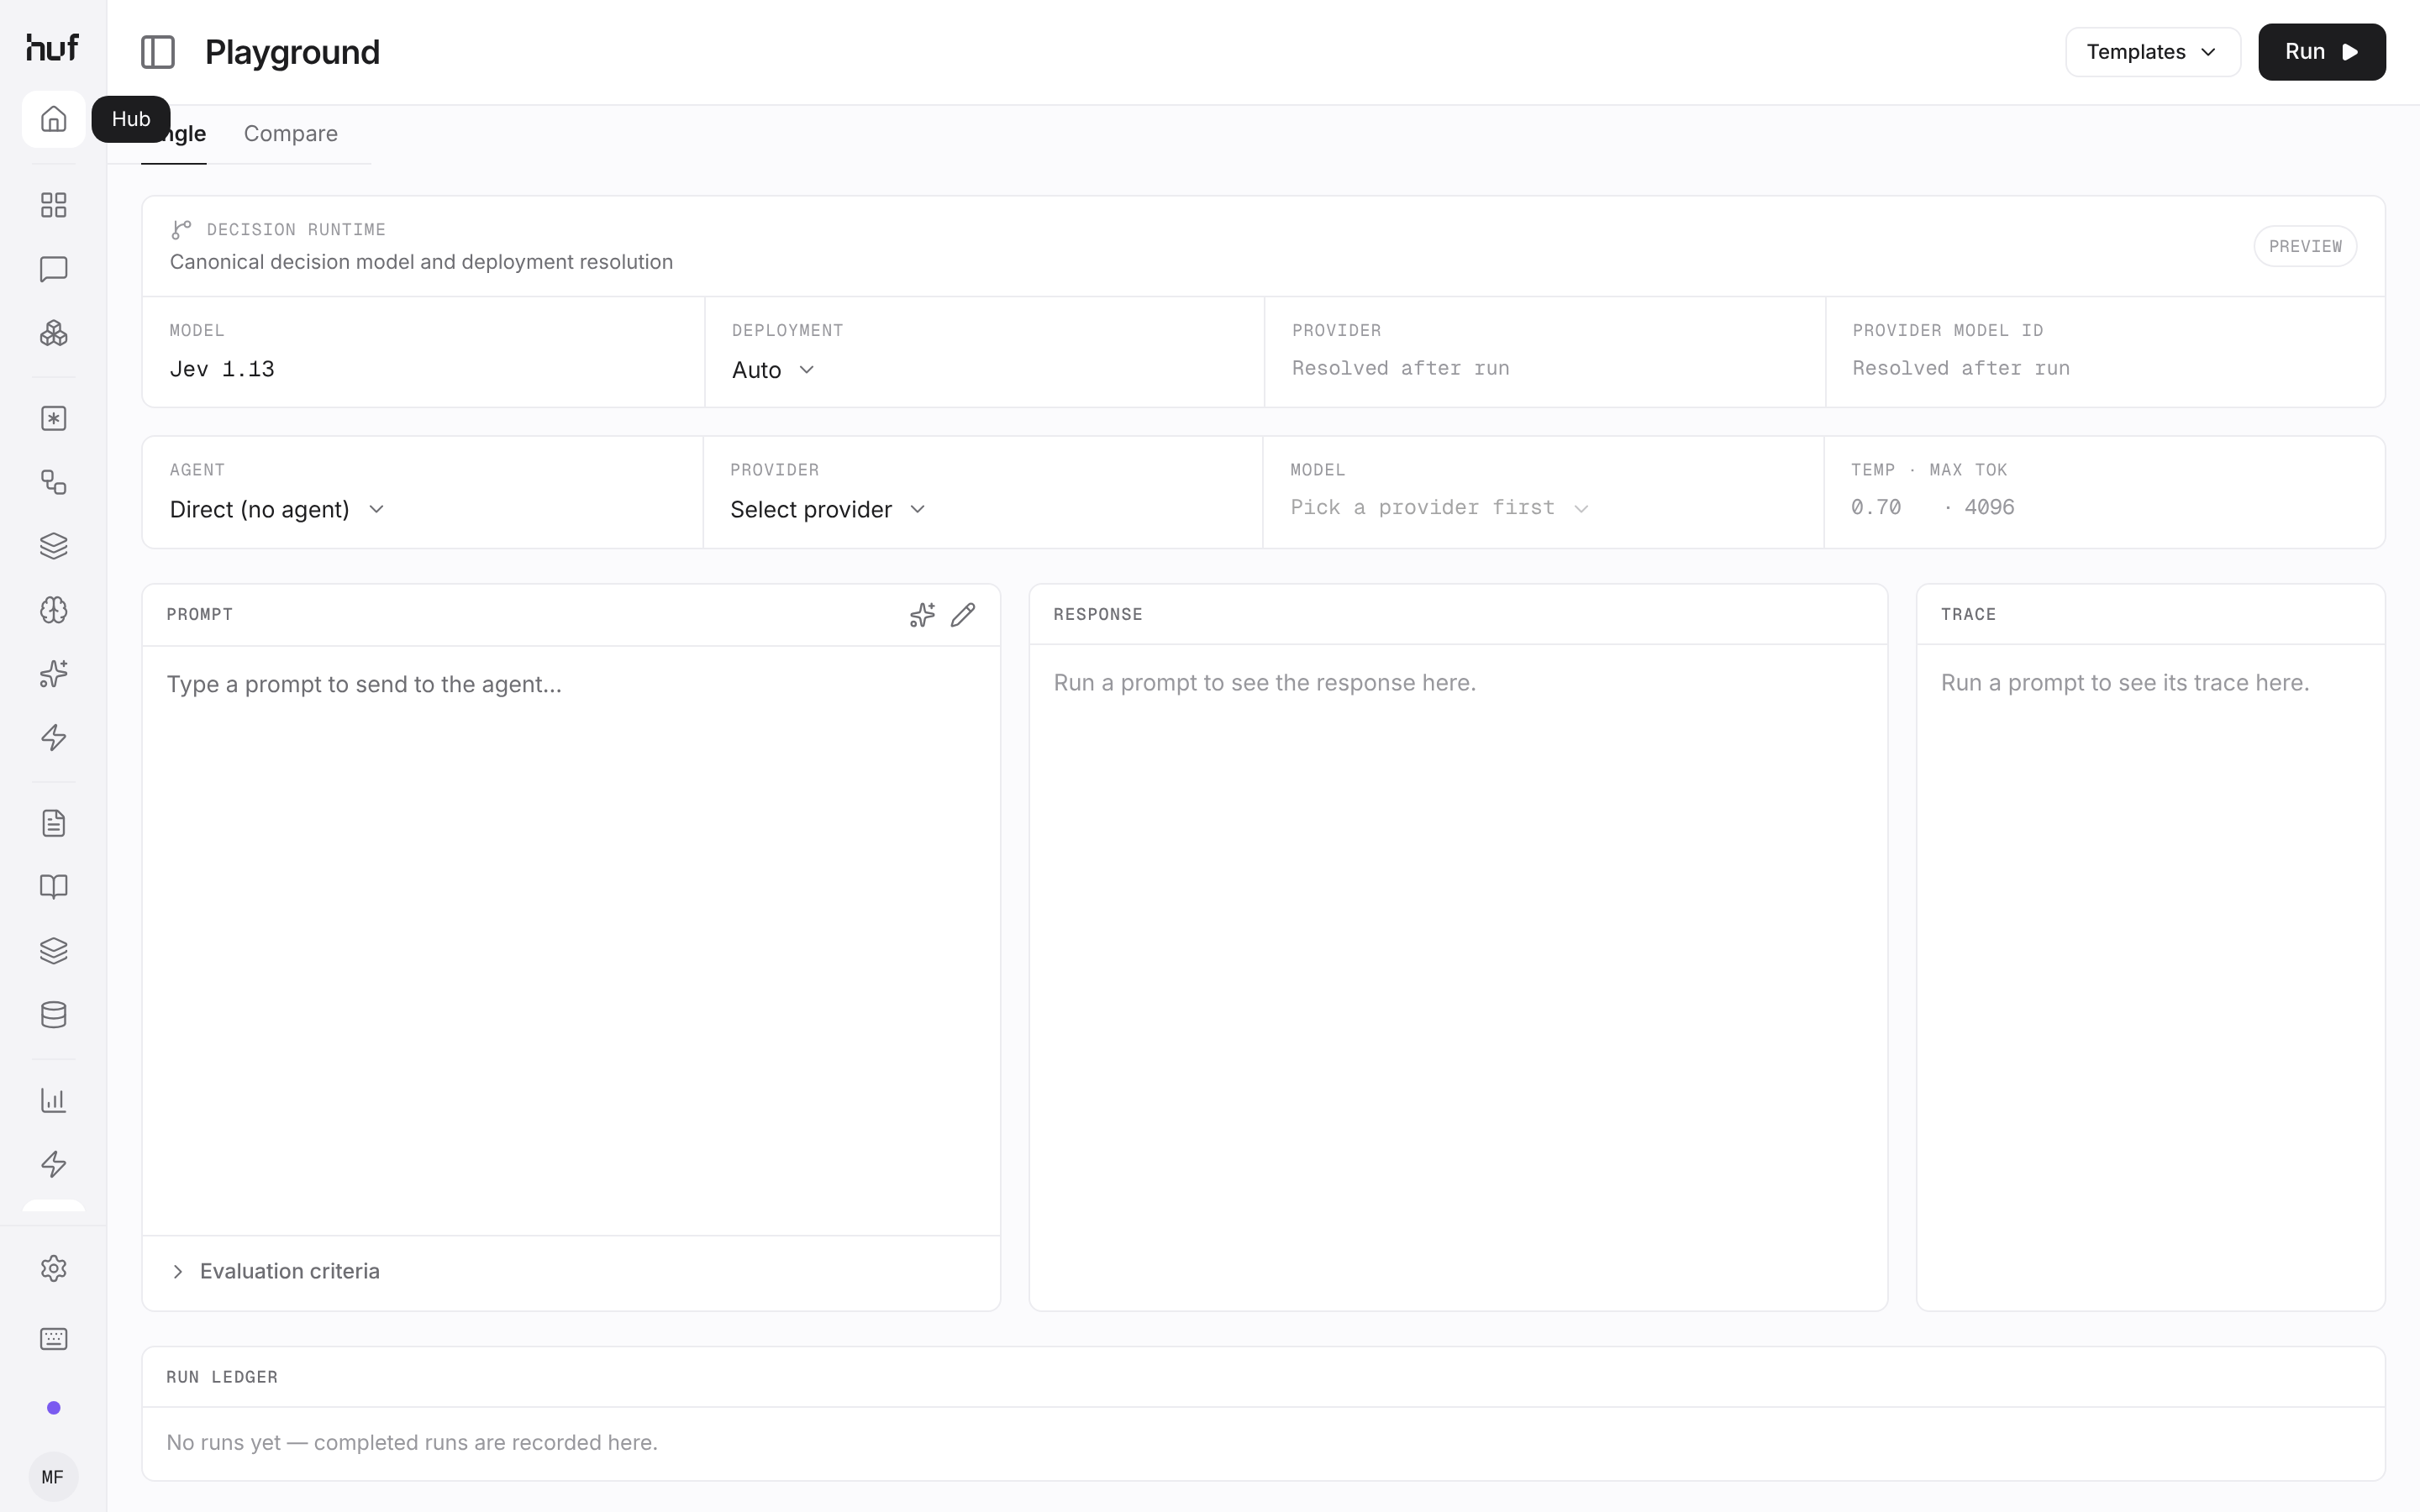 huf
Playground
Templates
Run
Hub
ngle
Compare
DECISION RUNTIME
Canonical decision model and deployment resolution
PREVIEW
MODEL
DEPLOYMENT
PROVIDER
PROVIDER MODEL ID
Jev 1.13
Auto
Resolved after run
Resolved after run
AGENT
PROVIDER
MODEL
TEMP · MAX TOK
Direct (no agent)
Select provider
Pick a provider first
0.70 · 4096
PROMPT
RESPONSE
TRACE
Type a prompt to send to the agent...
Run a prompt to see the response here.
Run a prompt to see its trace here.
Evaluation criteria
RUN LEDGER
No runs yet — completed runs are recorded here.
MF